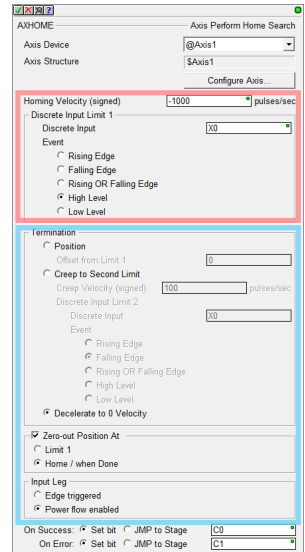 AXHOME Axis Perform Home Search
Axis Device @Axis1
Axis Structure $Axis1
Configure Axis...
Homing Velocity (signed) -1000 pulses/sec
Discrete Input Limit 1
Discrete Input X0
Event
Rising Edge
Falling Edge
Rising OR Falling Edge
High Level
Low Level
Termination
Position
Offset from Limit 1 0
Creep to Second Limit
Creep Velocity (signed) 100 pulses/sec
Discrete Input Limit 2
Discrete Input X0
Event
Rising Edge
Falling Edge
Rising OR Falling Edge
High Level
Low Level
Decelerate to 0 Velocity
Zero-out Position At
Limit 1
Home / when Done
Input Leg
Edge triggered
Power flow enabled
On Success: Set bit JMP to Stage C0
On Error: Set bit JMP to Stage C1